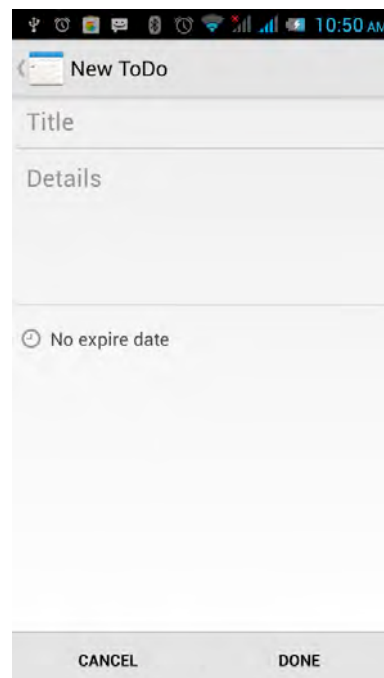 10:50 AM
New ToDo
Title
Details
No expire date
CANCEL DONE